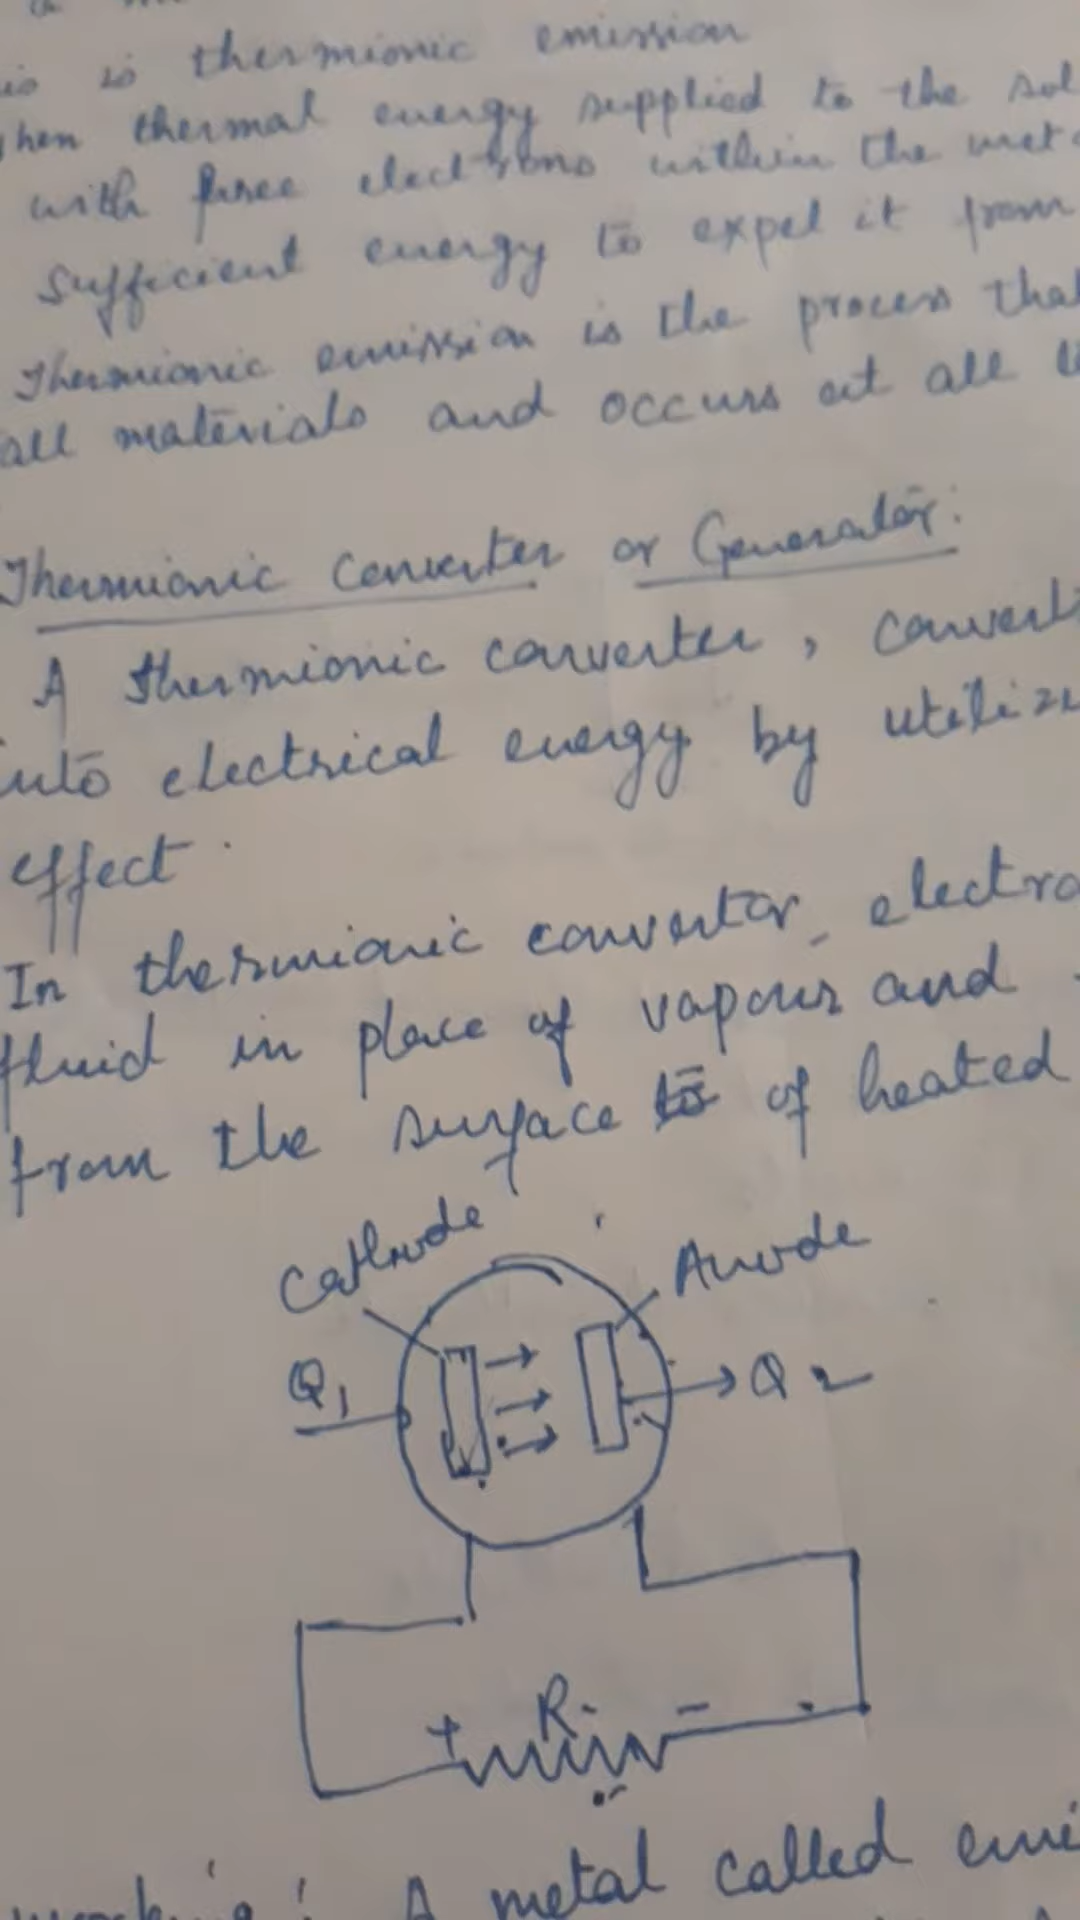 is thermionic emission
when thermal energy supplied to the
with free electrons within the
Sufficient energy to expel it from
Thermionic emission is the process that
all materials and occurs at all
Thermionic Converter or Generator:
A thermionic converter, convert
into electrical energy by
effect.
In thermionic convertor,
fluid in place of vapour and
from the surface of heated
Cathode
Anode
Q1
Q2
R
+ -
A metal called